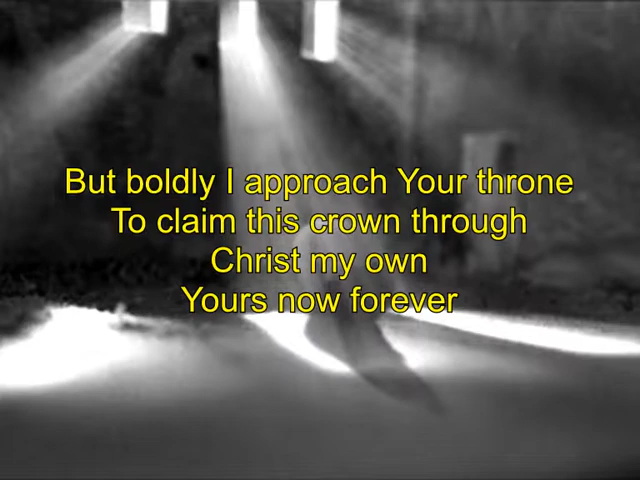 But boldly I approach Your throne
To claim this crown through
Christ my own
Yours now forever